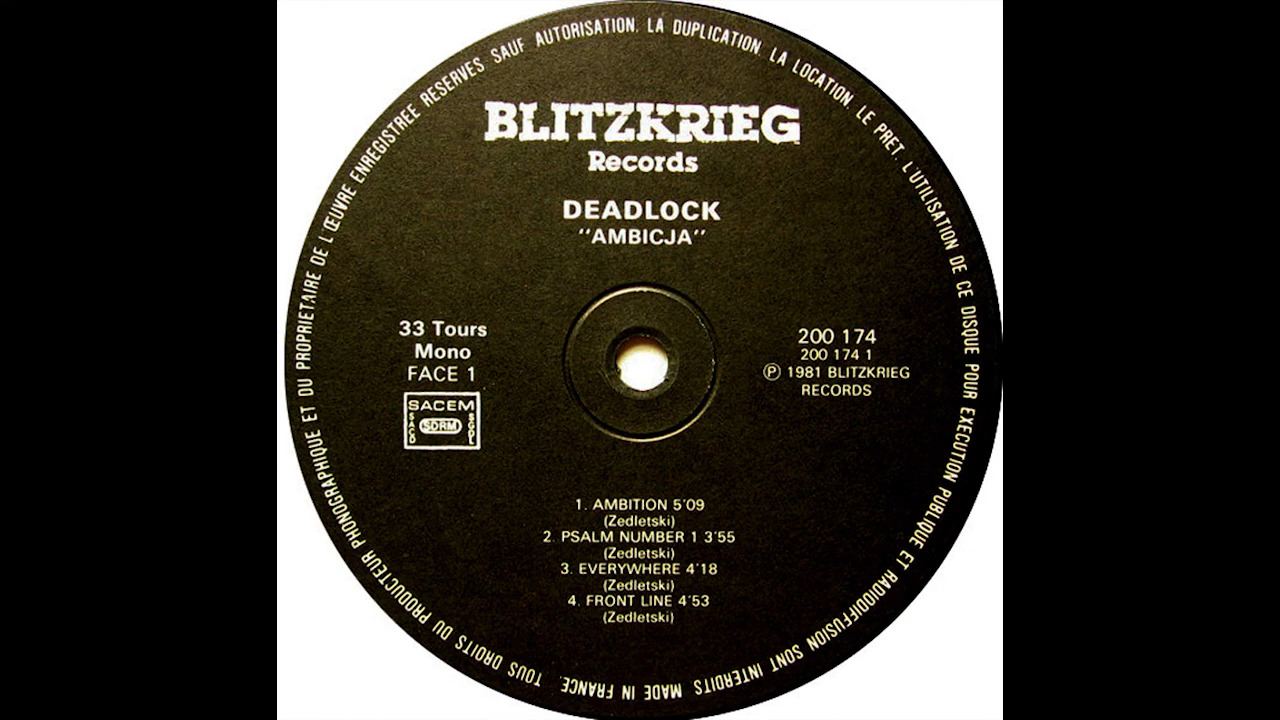 BLITZKRIEG
Records
DEADLOCK
"AMBICJA"
33 Tours
Mono
FACE 1
SACEM
SACD
SDRM
SGDL
200 174
200 174 1
℗ 1981 BLITZKRIEG
RECORDS
1. AMBITION 5'09
(Zedletski)
2. PSALM NUMBER 1 3'55
(Zedletski)
3. EVERYWHERE 4'18
(Zedletski)
4. FRONT LINE 4'53
(Zedletski)
TOUS DROITS DU PRODUCTEUR PHONOGRAPHIQUE ET DU PROPRIETAIRE DE L'ŒUVRE ENREGISTREE RESERVES SAUF AUTORISATION. LA DUPLICATION. LA LOCATION. LE PRET. L'UTILISATION DE CE DISQUE POUR EXECUTION PUBLIQUE ET RADIODIFFUSION SONT INTERDITS MADE IN FRANCE.